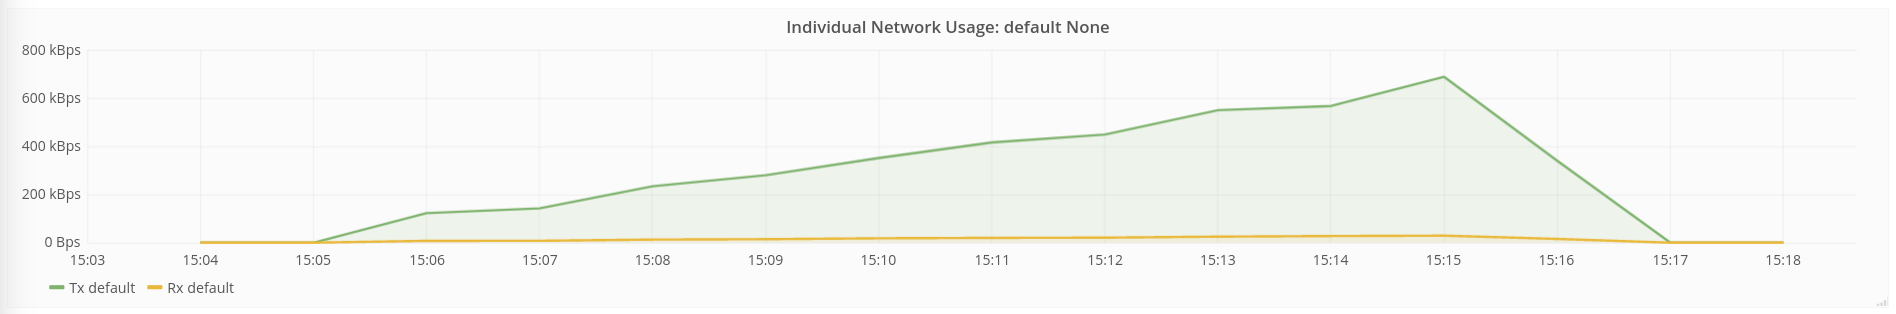 Individual Network Usage: default None
800 kBps
600 kBps
400 kBps
200 kBps
0 Bps
15:03 15:04 15:05 15:06 15:07 15:08 15:09 15:10 15:11 15:12 15:13 15:14 15:15 15:16 15:17 15:18
Tx default Rx default